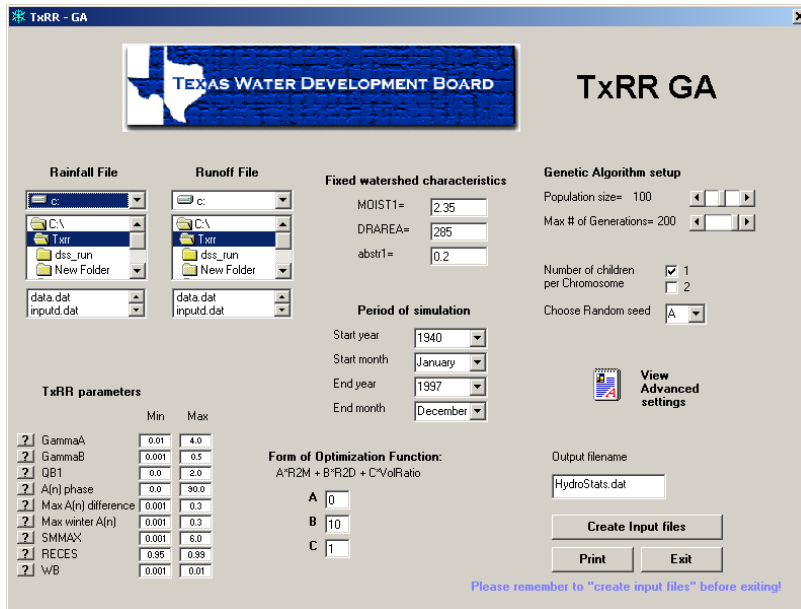 TxRR - GA
TEXAS WATER DEVELOPMENT BOARD
TxRR GA
Rainfall File
Runoff File
c:
c:
C:\
Txrr
dss_run
New Folder
C:\
Txrr
dss_run
New Folder
data.dat
inputd.dat
data.dat
inputd.dat
Fixed watershed characteristics
MOIST1= 2.35
DRAREA= 285
abstr1= 0.2
Period of simulation
Start year 1940
Start month January
End year 1997
End month December
Genetic Algorithm setup
Population size= 100
Max # of Generations= 200
Number of children
per Chromosome
1
2
Choose Random seed A
View
Advanced
settings
TxRR parameters
Min Max
? GammaA 0.01 4.0
? GammaB 0.001 0.5
? QB1 0.0 2.0
? A(n) phase 0.0 90.0
? Max A(n) difference 0.001 0.3
? Max winter A(n) 0.001 0.3
? SMMAX 0.001 6.0
? RECES 0.95 0.99
? WB 0.001 0.01
Form of Optimization Function:
A*R2M + B*R2D + C*VolRatio
A 0
B 10
C 1
Output filename
HydroStats.dat
Create Input files
Print Exit
Please remember to "create input files" before exiting!